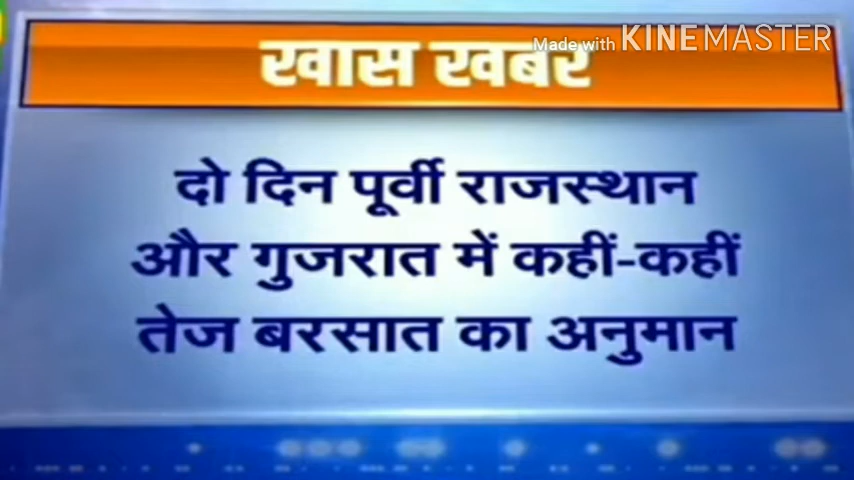 Made with KINEMASTER
खास खबर
दो दिन पूर्वी राजस्थान
और गुजरात में कहीं-कहीं
तेज बरसात का अनुमान